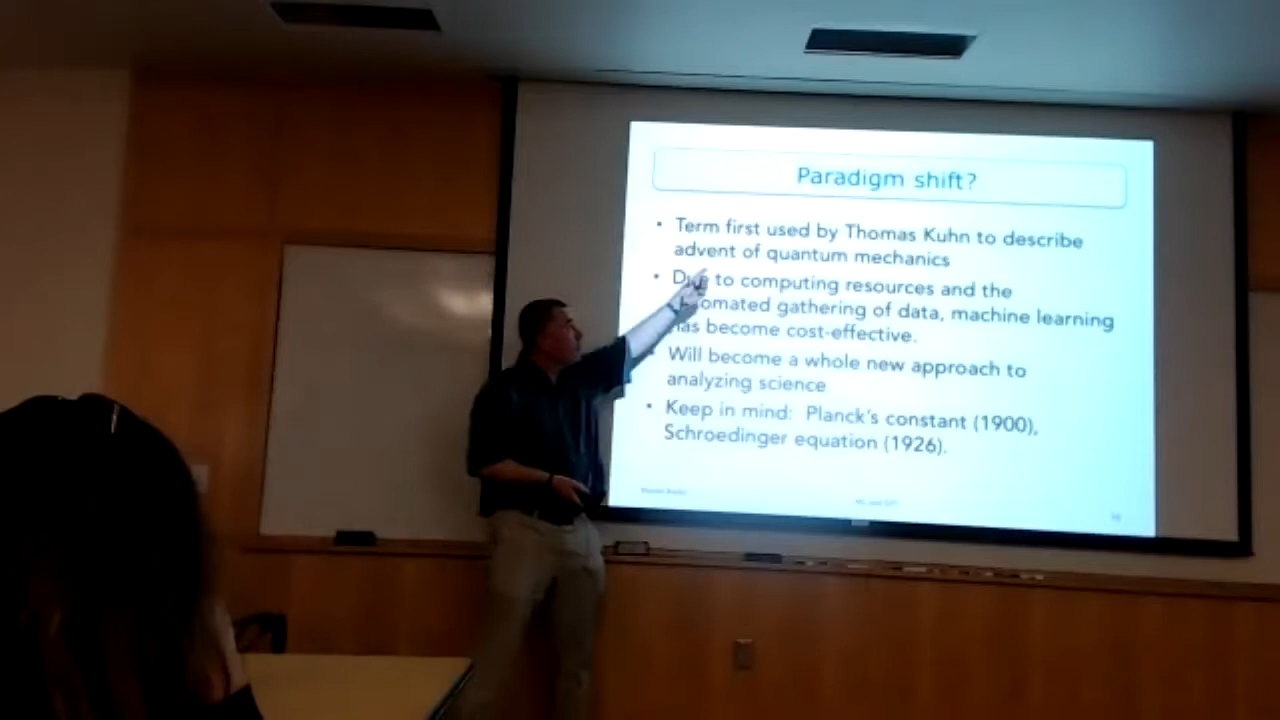 Paradigm shift?
• Term first used by Thomas Kuhn to describe
advent of quantum mechanics
• Due to computing resources and the
automated gathering of data, machine learning
has become cost-effective.
• Will become a whole new approach to
analyzing science
• Keep in mind: Planck's constant (1900),
Schroedinger equation (1926).